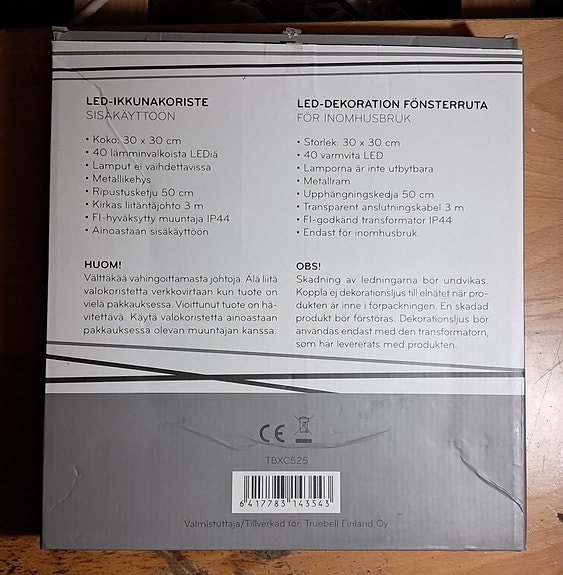 LED-IKKUNAKORISTE
SISÄKÄYTTÖÖN
• Koko: 30 x 30 cm
• 40 lämminvalkoista LEDiä
• Lamput ei vaihdettavissa
• Metallikehys
• Ripustusketju 50 cm
• Kirkas liitäntäjohto 3 m
• FI-hyväksytty muuntaja IP44
• Ainoastaan sisäkäyttöön
HUOM!
Välttäkää vahingoittamasta johtoja. Älä liitä
valokoristetta verkkovirtaan kun tuote on
vielä pakkauksessa. Vioittunut tuote on hä-
vitettävä. Käytä valokoristetta ainoastaan
pakkauksessa olevan muuntajan kanssa.
LED-DEKORATION FÖNSTERRUTA
FÖR INOMHUSBRUK
• Storlek: 30 x 30 cm
• 40 varmvita LED
• Lamporna är inte utbytbara
• Metallram
• Upphängningskedja 50 cm
• Transparent anslutningskabel 3 m
• FI-godkänd transformator IP44
• Endast för inomhusbruk
OBS!
Skadning av ledningarna bör undvikas.
Koppla ej dekorationsljus till elnätet när pro-
dukten är inne i förpackningen. En skadad
produkt bör förstöras. Dekorationsljus bör
användas endast med den transformatorn,
som har levererats med produkten.
CE
TBXC525
6 417783 143543
Valmistuttaja/Tillverkad för: Truebell Finland Oy